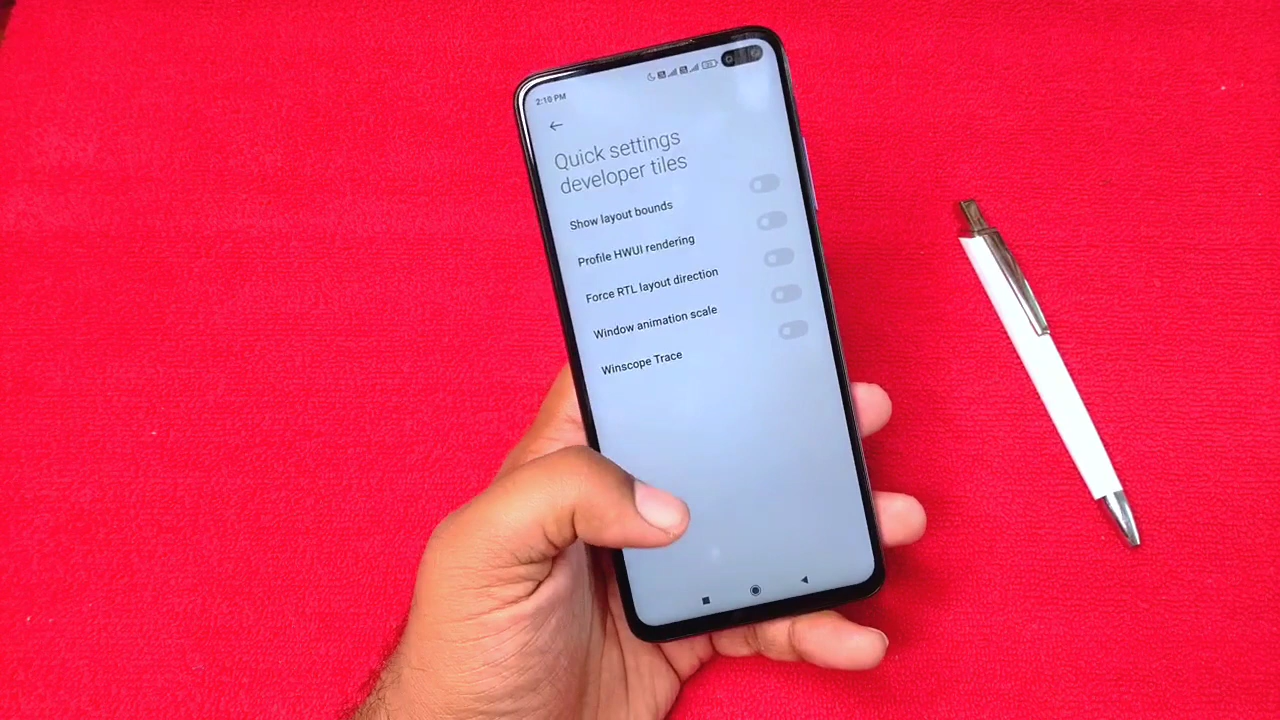 2:10 PM
Quick settings
developer tiles
Show layout bounds
Profile HWUI rendering
Force RTL layout direction
Window animation scale
Winscope Trace